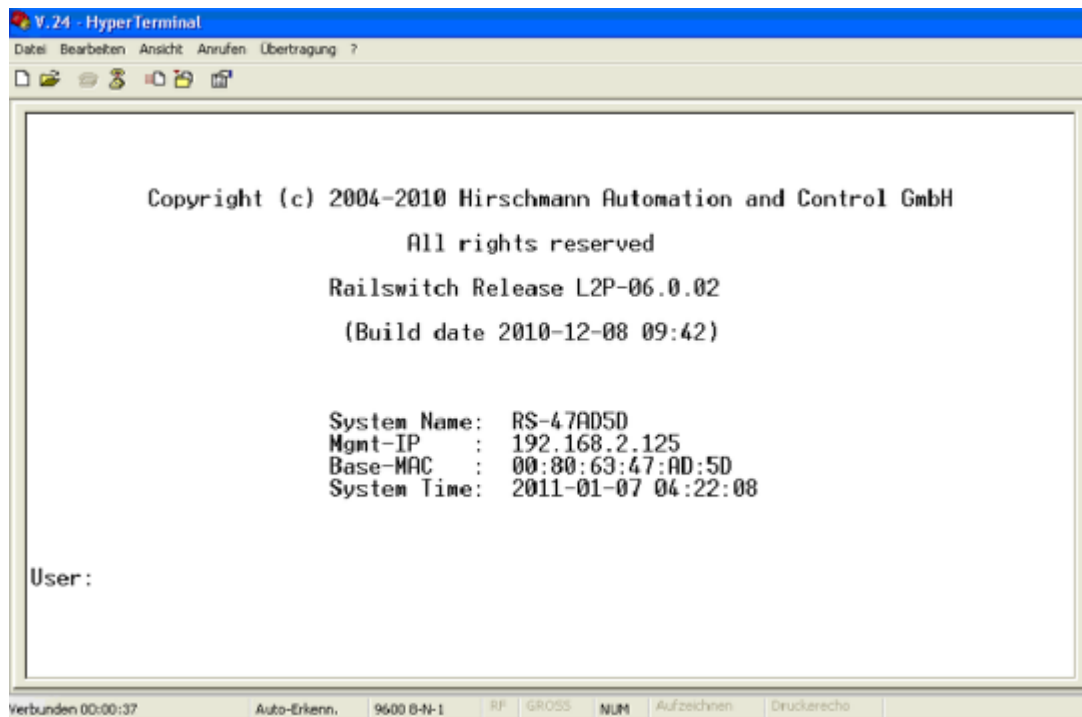 V.24 - HyperTerminal
Datei Bearbeiten Ansicht Anrufen Übertragung ?
Copyright (c) 2004-2010 Hirschmann Automation and Control GmbH
All rights reserved
Railswitch Release L2P-06.0.02
(Build date 2010-12-08 09:42)
System Name: RS-47AD5D
Mgmt-IP : 192.168.2.125
Base-MAC : 00:80:63:47:AD:5D
System Time: 2011-01-07 04:22:08
User:
Verbunden 00:00:37 Auto-Erkenn. 9600 8-N-1 RF GROSS NUM Aufzeichnen Druckerecho